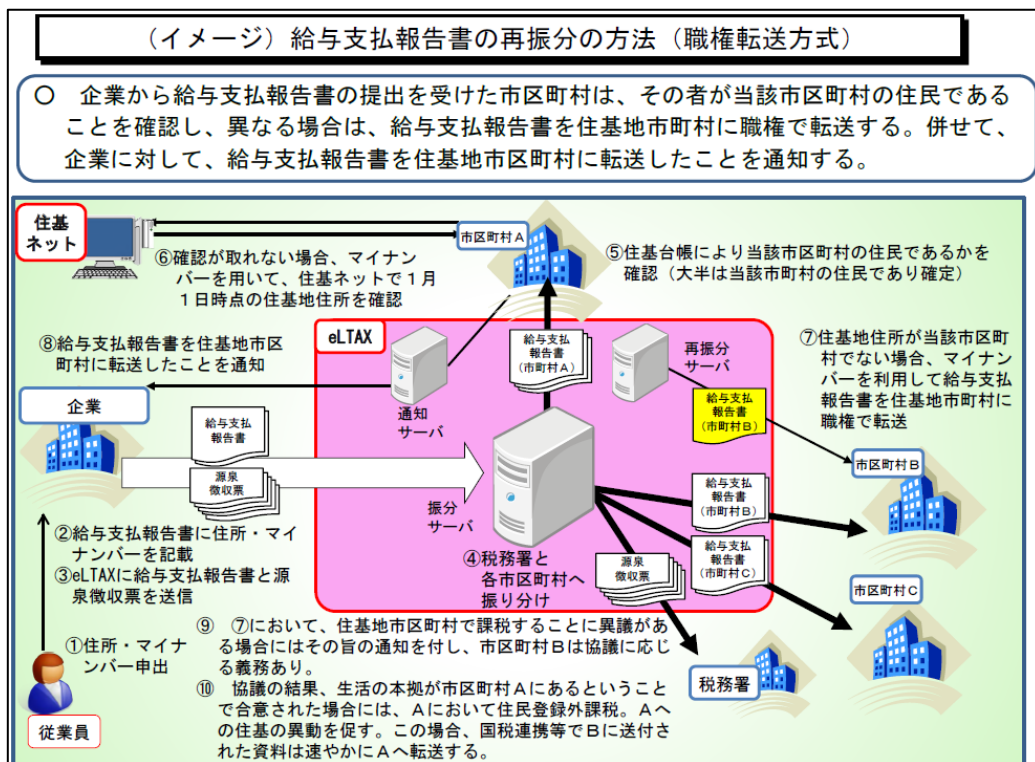 （イメージ）給与支払報告書の再振分の方法（職権転送方式）
○　企業から給与支払報告書の提出を受けた市区町村は、その者が当該市区町村の住民である
ことを確認し、異なる場合は、給与支払報告書を住基地市町村に職権で転送する。併せて、
企業に対して、給与支払報告書を住基地市区町村に転送したことを通知する。
住基
ネット
市区町村Ａ
⑥確認が取れない場合、マイナン
バーを用いて、住基ネットで１月
１日時点の住基地住所を確認
⑤住基台帳により当該市区町村の住民であるかを
確認（大半は当該市町村の住民であり確定）
⑧給与支払報告書を住基地市区
町村に転送したことを通知
eLTAX
給与支払
報告書
（市町村Ａ）
再振分
サーバ
⑦住基地住所が当該市区町
村でない場合、マイナン
バーを利用して給与支払
報告書を住基地市町村に
職権で転送
通知
サーバ
給与支払
報告書
（市町村Ｂ）
企業
給与支払
報告書
源泉
徴収票
振分
サーバ
市区町村Ｂ
給与支払
報告書
（市町村Ｂ）
②給与支払報告書に住所・マイ
ナンバーを記載
③eLTAXに給与支払報告書と源
泉徴収票を送信
④税務署と
各市区町村へ
振り分け
源泉
徴収票
給与支払
報告書
（市町村Ｃ）
市区町村Ｃ
①住所・マイナ
ンバー申出
従業員
⑨　⑦において、住基地市区町村で課税することに異議があ
る場合にはその旨の通知を付し、市区町村Ｂは協議に応じ
る義務あり。
⑩　協議の結果、生活の本拠が市区町村Ａにあるということ
で合意された場合には、Ａにおいて住民登録外課税。Ａへ
の住基の異動を促す。この場合、国税連携等でＢに送付さ
れた資料は速やかにＡへ転送する。
税務署